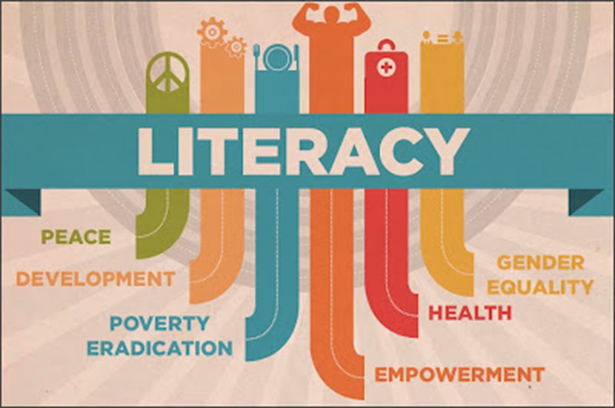 LITERACY
PEACE
DEVELOPMENT
POVERTY
ERADICATION
EMPOWERMENT
HEALTH
GENDER
EQUALITY